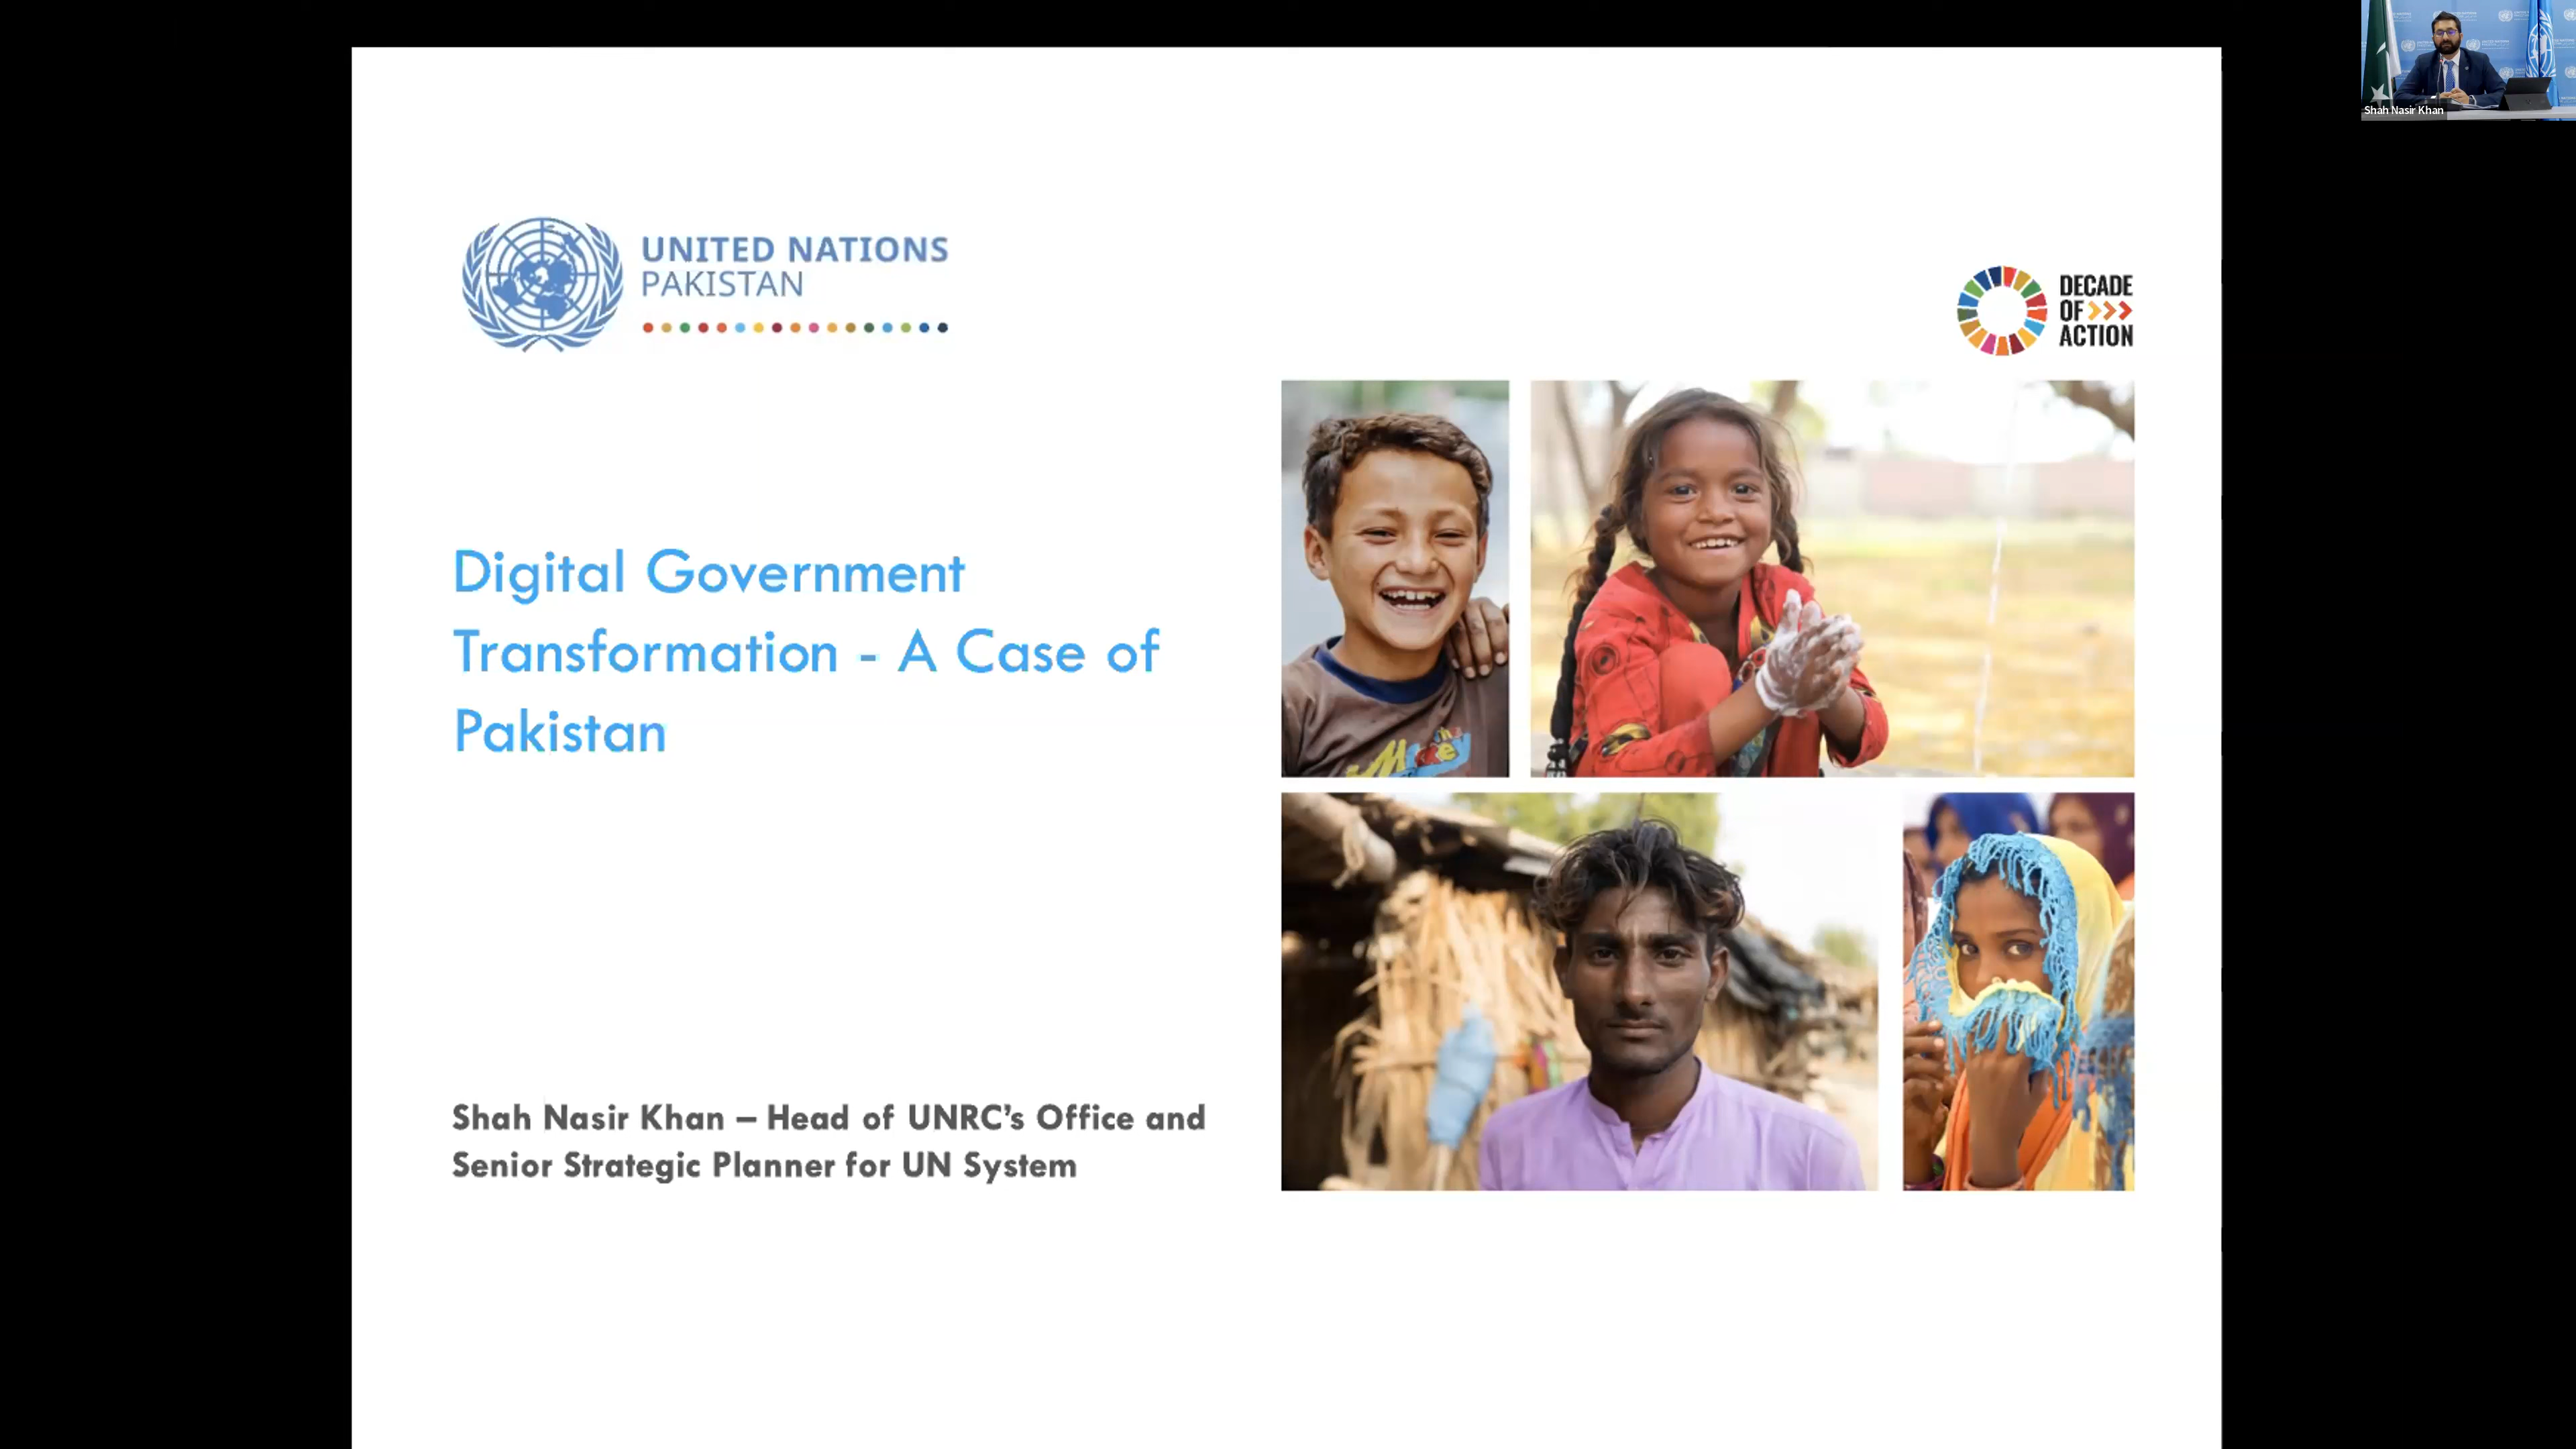 Shah Nasir Khan
UNITED NATIONS
PAKISTAN
DECADE
OF
ACTION
Digital Government
Transformation - A Case of
Pakistan
Shah Nasir Khan – Head of UNRC's Office and
Senior Strategic Planner for UN System